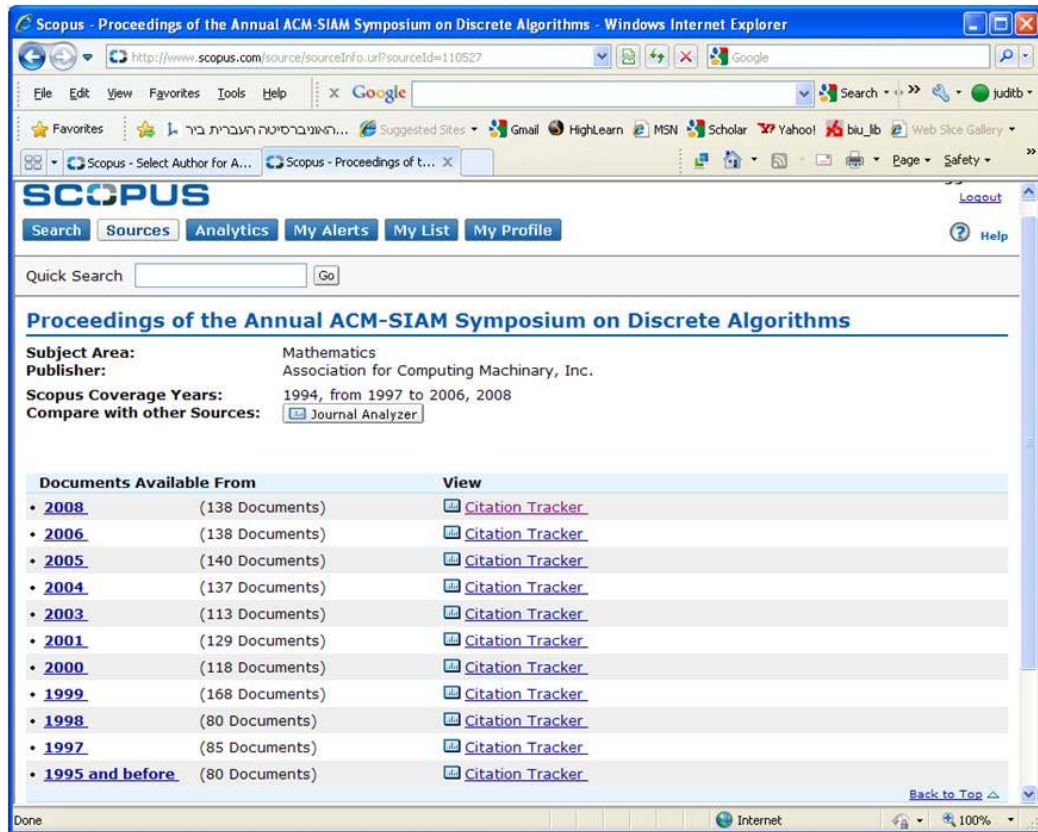 Scopus - Proceedings of the Annual ACM-SIAM Symposium on Discrete Algorithms - Windows Internet Explorer
http://www.scopus.com/source/sourceInfo.url?sourceId=110527 Google
File Edit View Favorites Tools Help x Google Search juditb
Favorites האוניברסיטה העברית ביר... Suggested Sites Gmail HighLearn MSN Scholar Yahoo! biu_lib Web Slice Gallery
Scopus - Select Author for A... Scopus - Proceedings of t... X Page Safety
SCOPUS
Logout
Search Sources Analytics My Alerts My List My Profile Help
Quick Search Go
Proceedings of the Annual ACM-SIAM Symposium on Discrete Algorithms
Subject Area: Mathematics
Publisher: Association for Computing Machinery, Inc.
Scopus Coverage Years: 1994, from 1997 to 2006, 2008
Compare with other Sources: Journal Analyzer
Documents Available From View
• 2008 (138 Documents) Citation Tracker
• 2006 (138 Documents) Citation Tracker
• 2005 (140 Documents) Citation Tracker
• 2004 (137 Documents) Citation Tracker
• 2003 (113 Documents) Citation Tracker
• 2001 (129 Documents) Citation Tracker
• 2000 (118 Documents) Citation Tracker
• 1999 (168 Documents) Citation Tracker
• 1998 (80 Documents) Citation Tracker
• 1997 (85 Documents) Citation Tracker
• 1995 and before (80 Documents) Citation Tracker
Back to Top
Done Internet 100%